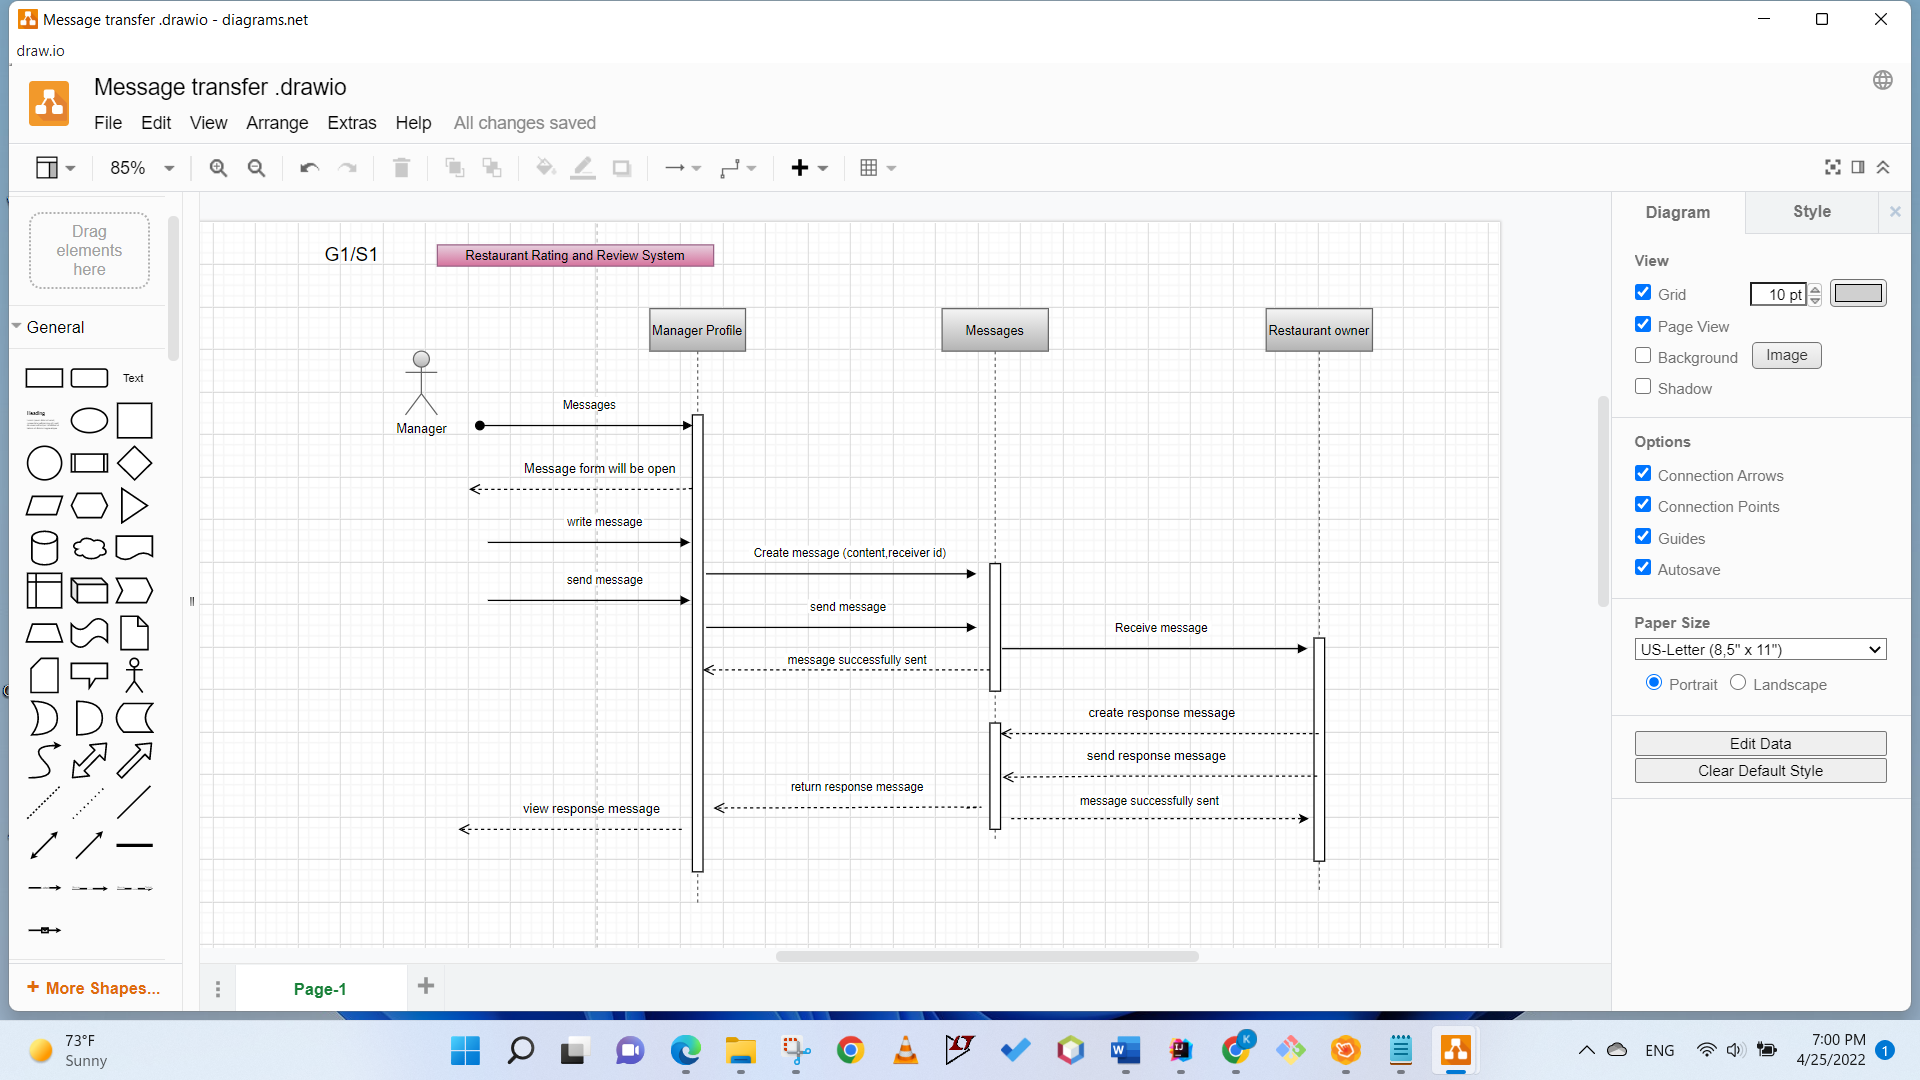 Message transfer .drawio - diagrams.net
draw.io
Message transfer .drawio
File Edit View Arrange Extras Help All changes saved
85%
Drag
elements
here
General
Text
Heading
More Shapes...
G1/S1
Restaurant Rating and Review System
Manager Profile
Messages
Restaurant owner
Manager
Messages
Message form will be open
write message
Create message (content,receiver id)
send message
send message
Receive message
message successfully sent
create response message
send response message
return response message
message successfully sent
view response message
Page-1
Diagram
Style
View
Grid
10 pt
Page View
Background
Image
Shadow
Options
Connection Arrows
Connection Points
Guides
Autosave
Paper Size
US-Letter (8,5" x 11")
Portrait
Landscape
Edit Data
Clear Default Style
73°F
Sunny
K
W
IJ
ENG
7:00 PM
4/25/2022
1